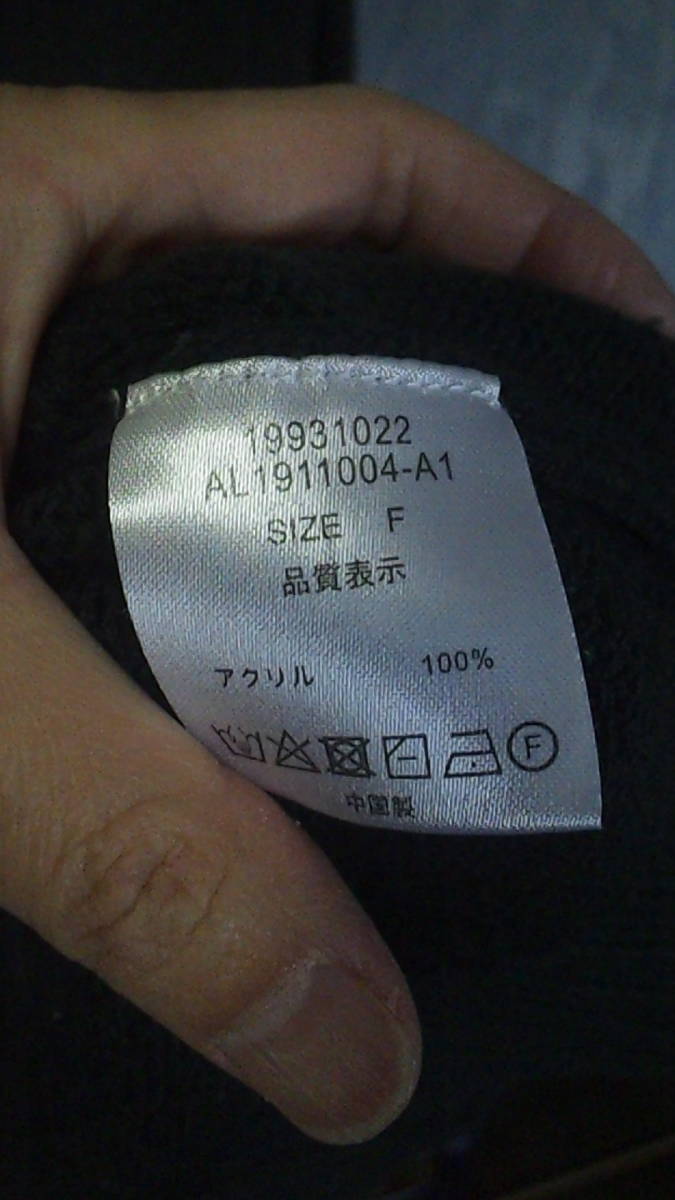 19931022
AL1911004-A1
SIZE F
品質表示
アクリル 100%
F
中国製